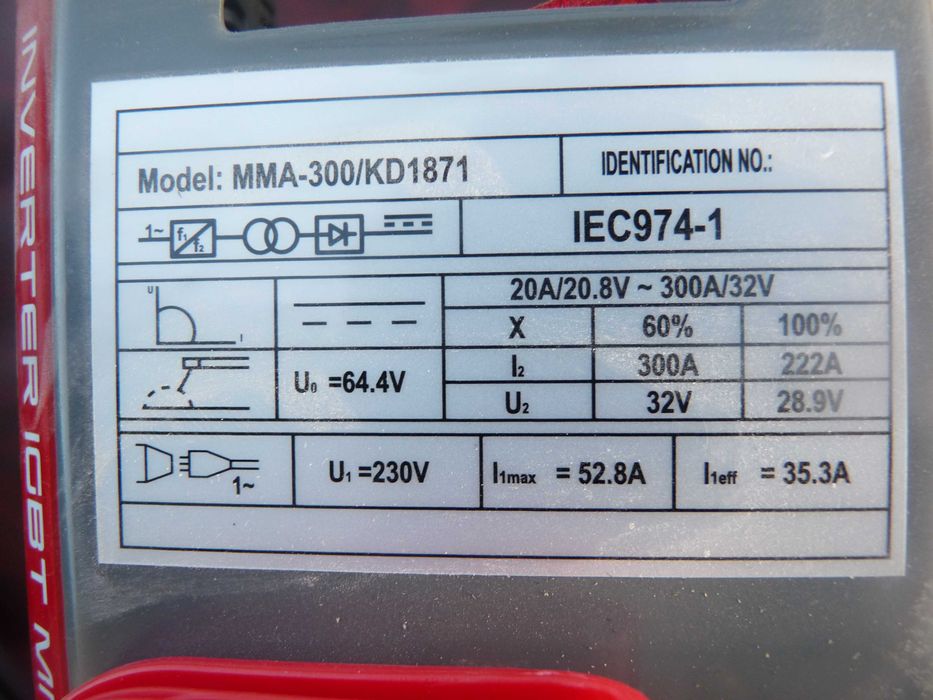 INVERTER IGBT M
Model: MMA-300/KD1871 IDENTIFICATION NO.:
1~ f1 f2 IEC974-1
U I
20A/20.8V ~ 300A/32V
X 60% 100%
U₀ =64.4V I₂ 300A 222A
U₂ 32V 28.9V
1~ U₁ =230V I1max = 52.8A I1eff = 35.3A